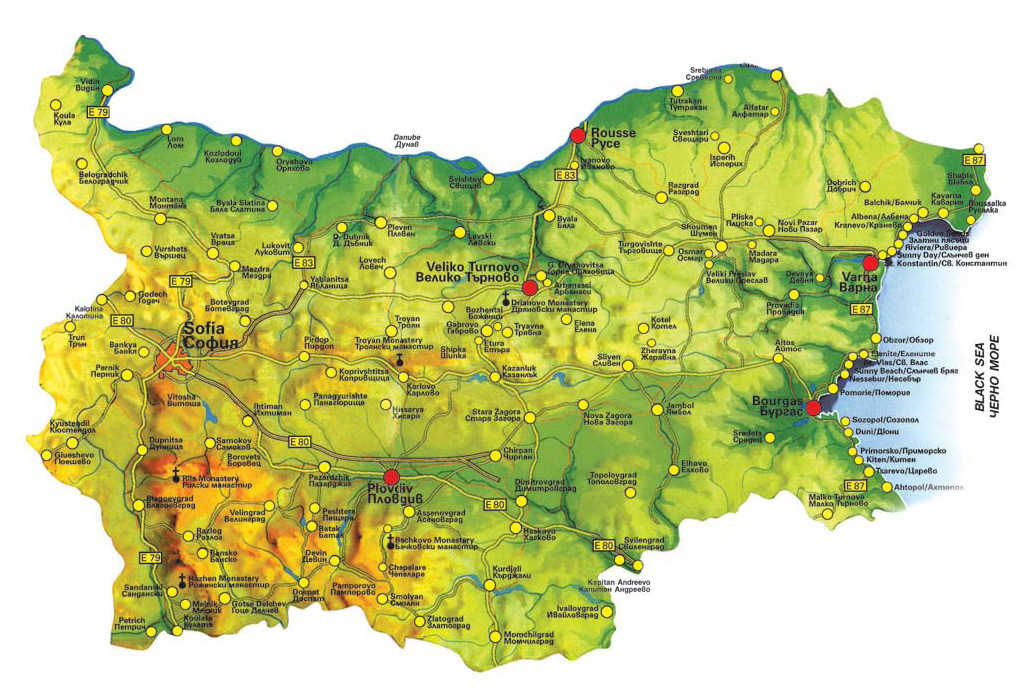 Vidin
Видин
Koula
Кула
E 79
Lom
Лом
Kozlodui
Козлодуй
Oryahavo
Оряхово
Danube
Дунав
Belogradchik
Белоградчик
Montana
Монтана
Byala Slatina
Бяла Слатина
Svishtov
Свищов
Rousse
Русе
Ivanovo
Иваново
E 83
Tutrakan
Тутракан
Sreburna
Сребърна
Alfatar
Алфатар
Sveshtari
Свещари
Isperih
Исперих
Razgrad
Разград
Dobrich
Добрич
E 87
Shabla
Шабла
Kavarna
Каварна
Roussalka
Русалка
Balchik/Балчик
Albena/Албена
Kranevo/Кранево
Golden Sands
Златни пясъци
Riviera/Ривиера
Sunny Day/Слънчев ден
St. Konstantin/Св. Константин
Varna
Варна
Pliska
Плиска
Novi Pazar
Нови Пазар
Shoumen
Шумен
Madara
Мадара
Osmar
Осмар
Turgovishte
Търговище
Veliki Preslav
Велики Преслав
Devnya
Девня
Provadia
Провадия
E 87
Vurshets
Вършец
Vratsa
Враца
Mezdra
Мездра
Lukovit
Луковит
D. Dubnik
Д. Дъбник
Pleven
Плевен
Levski
Левски
Byala
Бяла
E 83
Yablanitsa
Ябланица
Lovech
Ловеч
Veliko Turnovo
Велико Търново
G. Oryahovitsa
Горна Оряховица
Arbanassi
Арбанаси
Drianovo Monastery
Дряновски манастир
E 79
Godech
Годеч
Kalotina
Калотина
E 80
Trun
Трън
Botevgrad
Ботевград
Sofia
София
Bankya
Банкя
Pernik
Перник
Vitosha
Витоша
Pirdop
Пирдоп
Troyan
Троян
Troyan Monastery
Троянски манастир
Bozhentsi
Боженци
Gabrovo
Габрово
Tryavna
Трявна
Etura
Етъра
Shipka
Шипка
Elena
Елена
Kotel
Котел
Zheravna
Жеравна
Koprivshtitsa
Копривщица
Karlovo
Карлово
Kazanluk
Казанлък
Sliven
Сливен
Aitos
Айтос
Obzor/Обзор
Elenite/Елените
St. Vlas/Св. Влас
Sunny Beach/Слънчев бряг
Nessebur/Несебър
Pomorie/Поморие
Bourgas
Бургас
BLACK SEA
ЧЕРНО МОРЕ
Sozopol/Созопол
Duni/Дюни
Primorsko/Приморско
Kiten/Китен
Tsarevo/Царево
E 87
Ahtopol/Ахтопол
Malko Turnovo
Малко Търново
Sredets
Средец
Panagyurishte
Панагюрище
Hissarya
Хисаря
Stara Zagora
Стара Загора
Nova Zagora
Нова Загора
Jambol
Ямбол
Kyustendil
Кюстендил
Ihtiman
Ихтиман
Giueshevo
Гюешево
Dupnitsa
Дупница
Samokov
Самоков
Borovets
Боровец
E 80
Chirpan
Чирпан
Elhovo
Елхово
Topolovgrad
Тополовград
Rila Monastery
Рилски манастир
Pazardzhik
Пазарджик
Plovdiv
Пловдив
Dimitrovgrad
Димитровград
E 80
Blagoevgrad
Благоевград
Velingrad
Велинград
Peshtera
Пещера
Batak
Батак
Assenovgrad
Асеновград
Haskovo
Хасково
Razlog
Разлог
Bansko
Банско
Devin
Девин
Bachkovo Monastery
Бачковски манастир
Chepelare
Чепеларе
E 80
Svilengrad
Свиленград
Kapitan Andreevo
Капитан Андреево
E 79
Sandanski
Сандански
Rozhen Monastery
Роженски манастир
Melnik
Мелник
Gotse Delchev
Гоце Делчев
Dospat
Доспат
Pamporovo
Пампорово
Smolyan
Смолян
Kurdjali
Кърджали
Ivailovgrad
Ивайловград
Petrich
Петрич
Koulata
Кулата
Zlatograd
Златоград
Momchilgrad
Момчилград